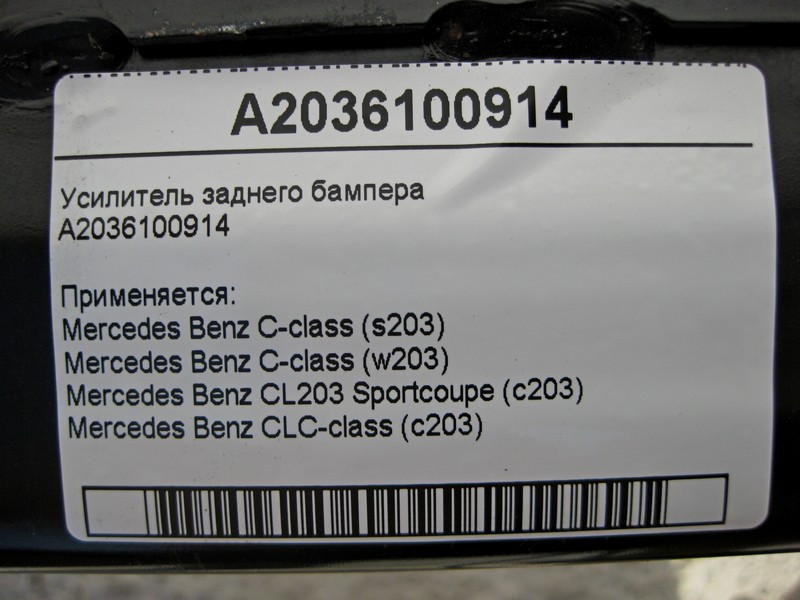 A2036100914
Усилитель заднего бампера
A2036100914
Применяется:
Mercedes Benz C-class (s203)
Mercedes Benz C-class (w203)
Mercedes Benz CL203 Sportcoupe (c203)
Mercedes Benz CLC-class (c203)